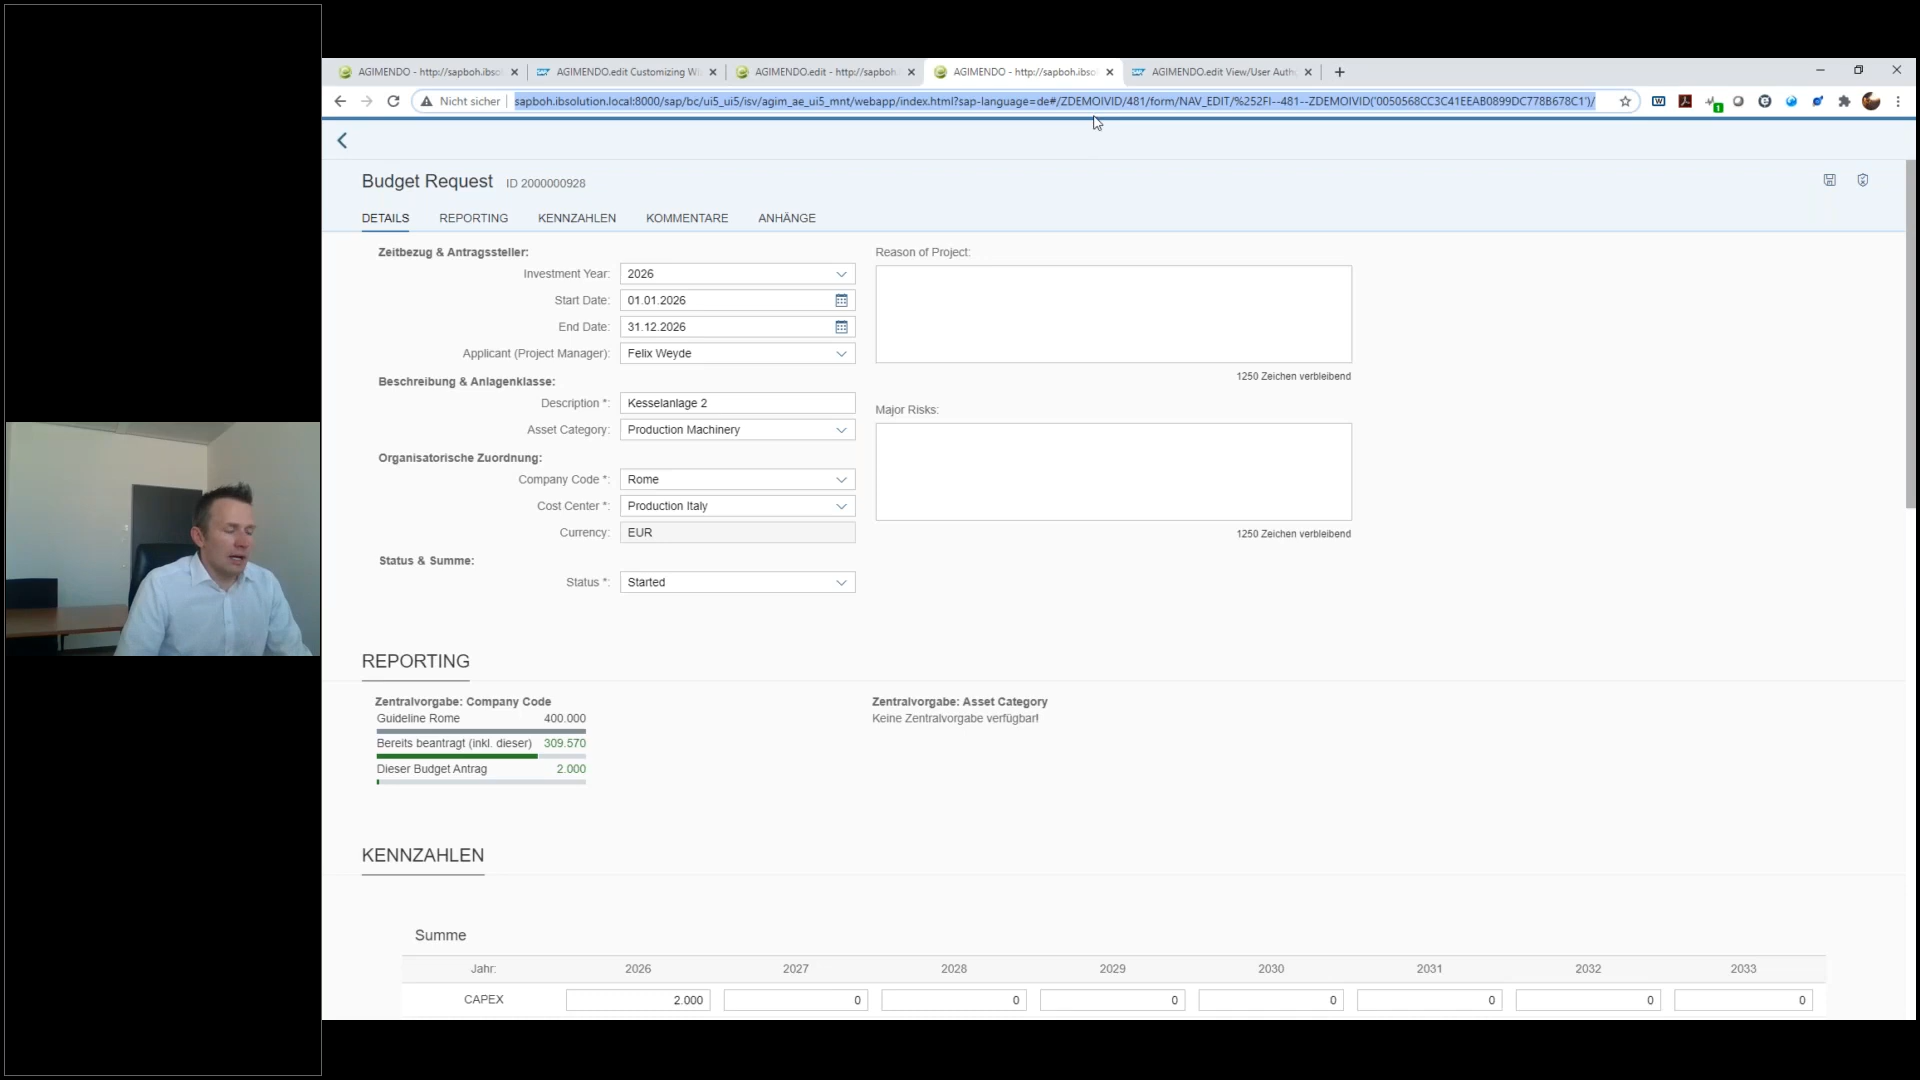 AGIMENDO - http://sapboh.ibso
AGIMENDO.edit Customizing Wi
AGIMENDO.edit - http://sapboh.
AGIMENDO - http://sapboh.ibso
AGIMENDO.edit View/User Auth.
Nicht sicher
sapboh.ibsolution.local:8000/sap/bc/ui5_ui5/isv/agim_ae_ui5_mnt/webapp/index.html?sap-language=de#/ZDEMOIVID/481/form/NAV_EDIT/%252FI--481--ZDEMOIVID('0050568CC3C41EEAB0899DC778B678C1')/
Budget Request ID 2000000928
DETAILS REPORTING KENNZAHLEN KOMMENTARE ANHÄNGE
Zeitbezug & Antragssteller:
Investment Year: 2026
Start Date: 01.01.2026
End Date: 31.12.2026
Applicant (Project Manager): Felix Weyde
Beschreibung & Anlagenklasse:
Description *: Kesselanlage 2
Asset Category: Production Machinery
Organisatorische Zuordnung:
Company Code *: Rome
Cost Center *: Production Italy
Currency: EUR
Status & Summe:
Status *: Started
Reason of Project:
1250 Zeichen verbleibend
Major Risks:
1250 Zeichen verbleibend
REPORTING
Zentralvorgabe: Company Code
Guideline Rome 400.000
Bereits beantragt (inkl. dieser) 309.570
Dieser Budget Antrag 2.000
Zentralvorgabe: Asset Category
Keine Zentralvorgabe verfügbar!
KENNZAHLEN
Summe
Jahr: 2026 2027 2028 2029 2030 2031 2032 2033
CAPEX 2.000 0 0 0 0 0 0 0